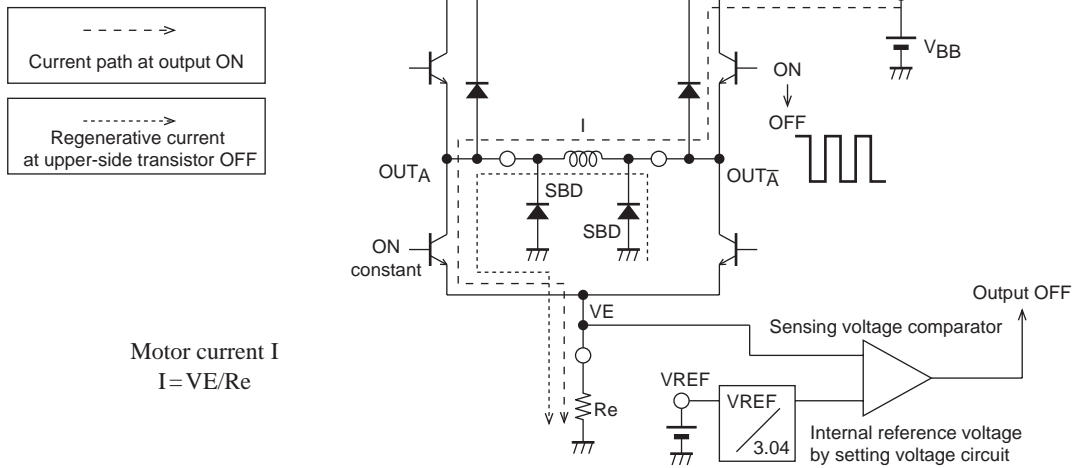 Current path at output ON
Regenerative current
at upper-side transistor OFF
VBB
ON
OFF
I
OUTA
OUTA̅
SBD
SBD
ON
constant
VE
Output OFF
Sensing voltage comparator
Motor current I
I=VE/Re
VREF
VREF
3.04
Re
Internal reference voltage
by setting voltage circuit